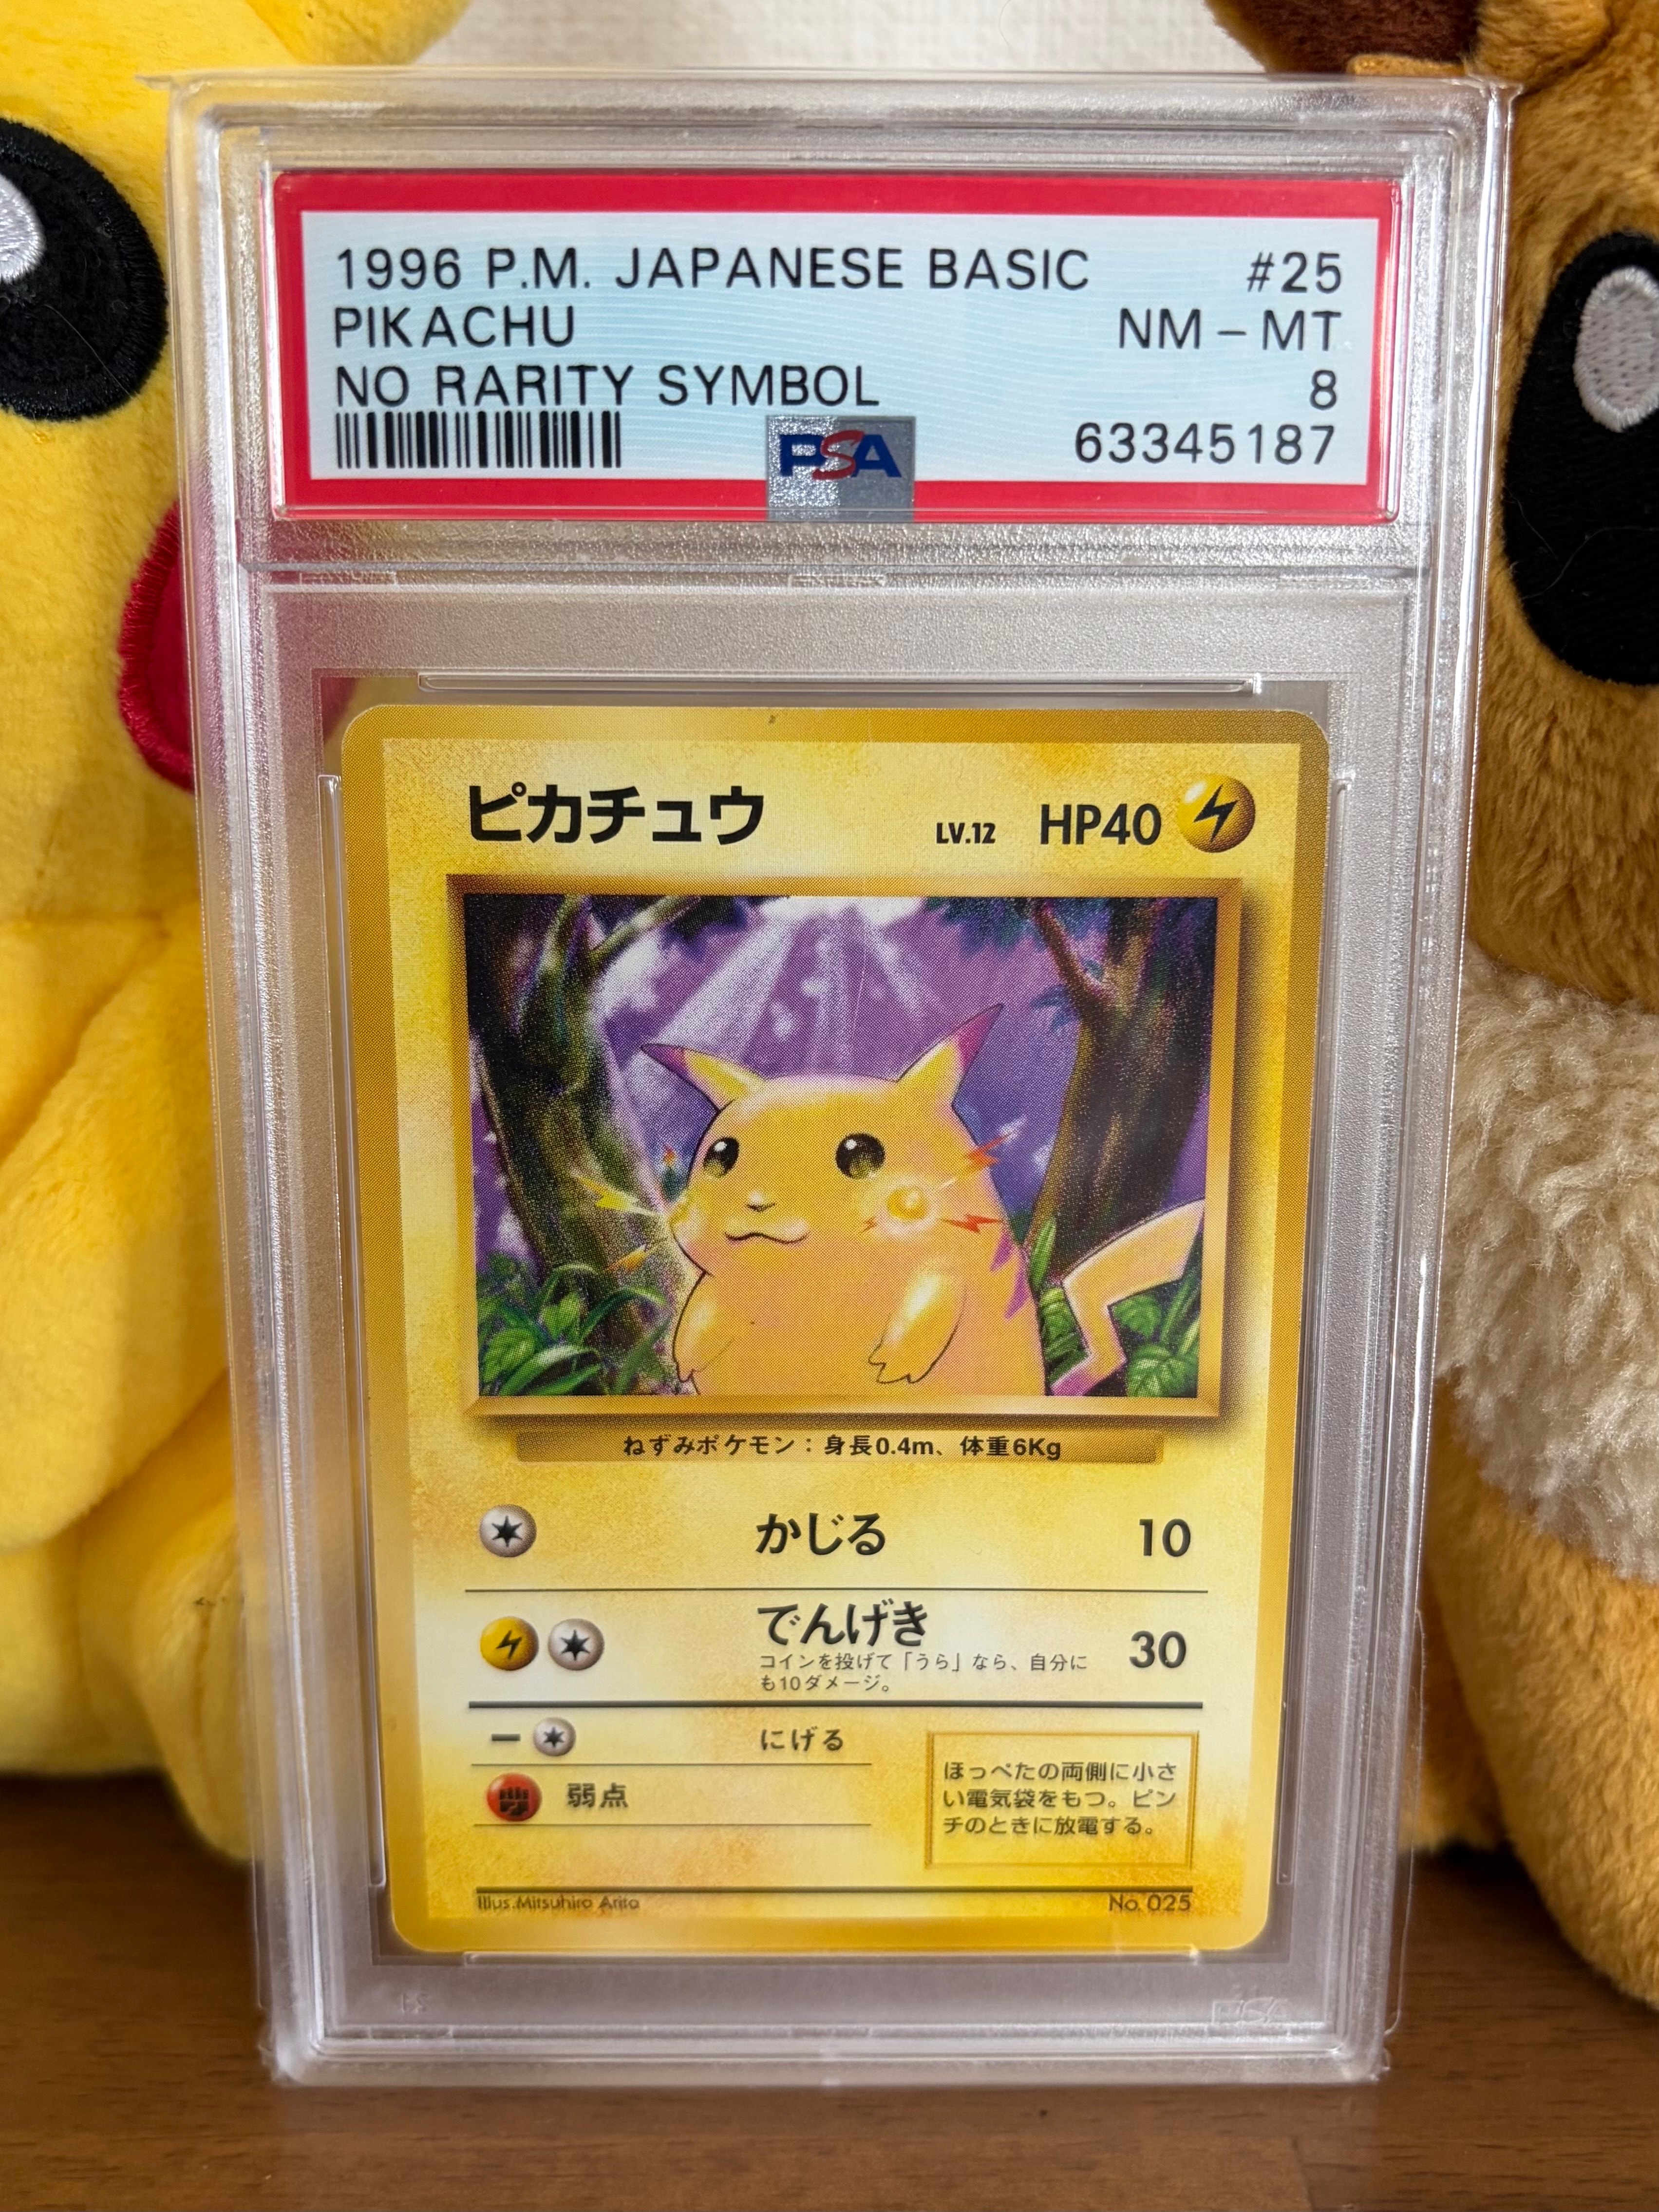 1996 P.M. JAPANESE BASIC #25
PIKACHU NM - MT
NO RARITY SYMBOL 8
PSA 63345187
ピカチュウ LV.12 HP40
ねずみポケモン：身長0.4m、体重6Kg
かじる 10
でんげき 30
コインを投げて「うら」なら、自分に
も10ダメージ。
にげる
弱点
ほっぺたの両側に小さ
い電気袋をもつ。ピン
チのときに放電する。
Illus.Mitsuhiro Arita No. 025
PSA